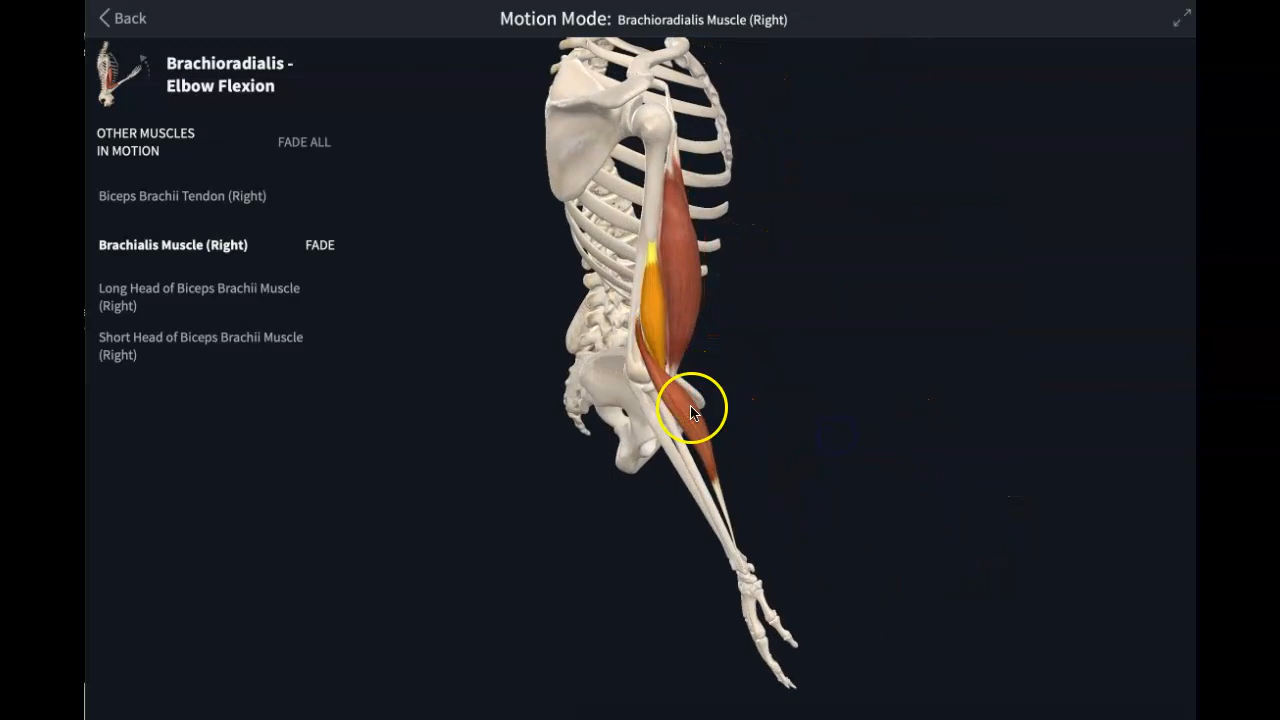 Back
Motion Mode: Brachioradialis Muscle (Right)
Brachioradialis -
Elbow Flexion
OTHER MUSCLES
IN MOTION
FADE ALL
Biceps Brachii Tendon (Right)
Brachialis Muscle (Right) FADE
Long Head of Biceps Brachii Muscle
(Right)
Short Head of Biceps Brachii Muscle
(Right)